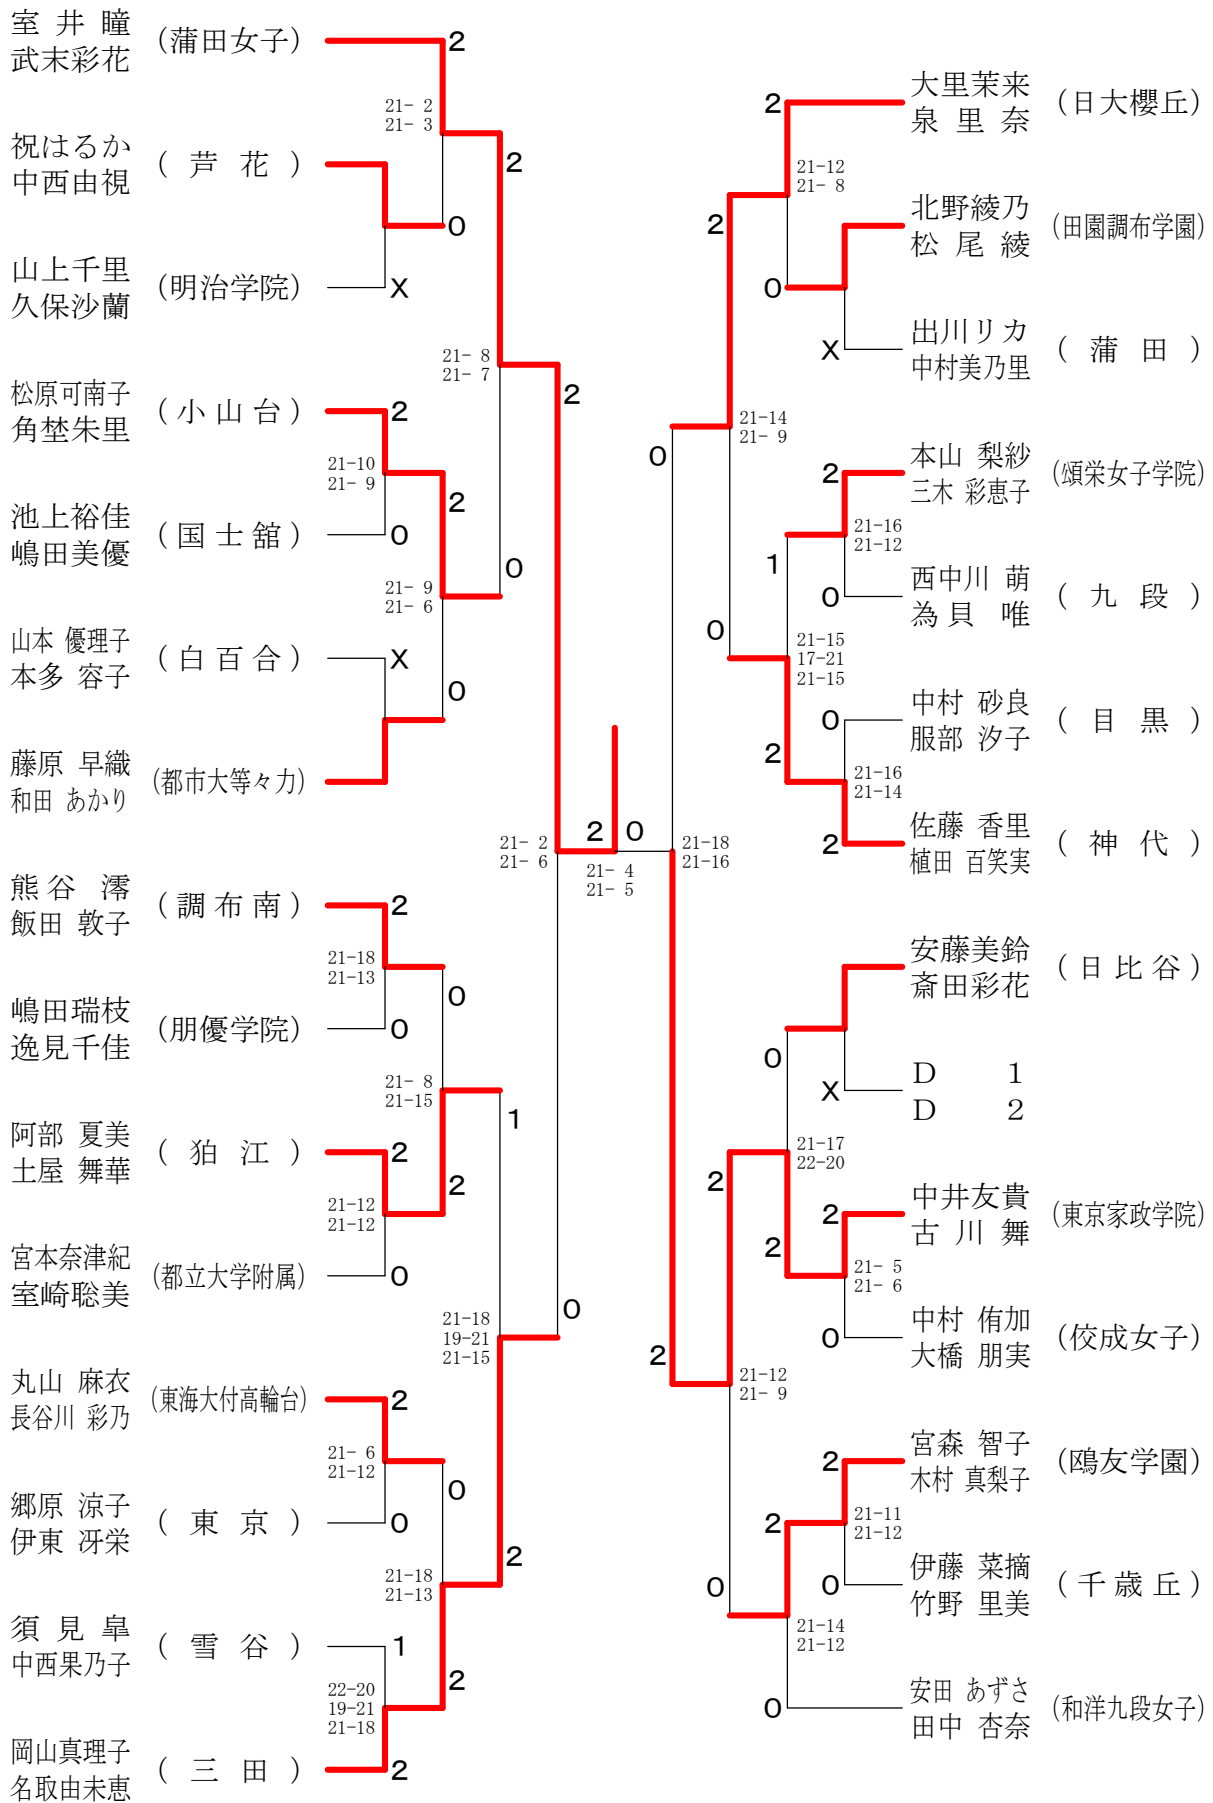 室井瞳
武末彩花
(蒲田女子)
2
21- 2
21- 3
祝はるか
中西由視
(芦花)
2
0
山上千里
久保沙蘭
(明治学院)
X
21- 8
21- 7
2
松原可南子
角埜朱里
(小山台)
2
21-10
21- 9
2
池上裕佳
嶋田美優
(国士舘)
0
0
21- 9
21- 6
山本 優理子
本多 容子
(白百合)
X
0
藤原 早織
和田 あかり
(都市大等々力)
21- 2
21- 6
2
0
21- 4
21- 5
熊谷 澪
飯田 敦子
(調布南)
2
21-18
21-13
0
嶋田瑞枝
逸見千佳
(朋優学院)
0
21- 8
21-15
1
阿部 夏美
土屋 舞華
(狛江)
2
21-12
21-12
2
宮本奈津紀
室崎聡美
(都立大学附属)
0
21-18
19-21
21-15
0
丸山 麻衣
長谷川 彩乃
(東海大付高輪台)
2
21- 6
21-12
0
郷原 涼子
伊東 冴栄
(東京)
0
2
21-18
21-13
須見皐
中西果乃子
(雪谷)
1
22-20
19-21
21-18
2
岡山真理子
名取由未恵
(三田)
2
2
大里茉来
泉里奈
(日大櫻丘)
21-12
21- 8
2
北野綾乃
松尾綾
(田園調布学園)
0
X
出川リカ
中村美乃里
(蒲田)
21-14
21- 9
0
2
本山 梨紗
三木 彩恵子
(頌栄女子学院)
21-16
21-12
1
0
西中川 萌
為貝 唯
(九段)
0
21-15
17-21
21-15
0
中村 砂良
服部 汐子
(目黒)
2
21-16
21-14
2
佐藤 香里
植田 百笑実
(神代)
21-18
21-16
安藤美鈴
斎田彩花
(日比谷)
0
X
D 1
D 2
21-17
22-20
2
2
中井友貴
古川舞
(東京家政学院)
2
21- 5
21- 6
0
中村 侑加
大橋 朋実
(佼成女子)
2
21-12
21- 9
2
宮森 智子
木村 真梨子
(鴎友学園)
2
21-11
21-12
0
0
伊藤 菜摘
竹野 里美
(千歳丘)
21-14
21-12
0
安田 あずさ
田中 杏奈
(和洋九段女子)